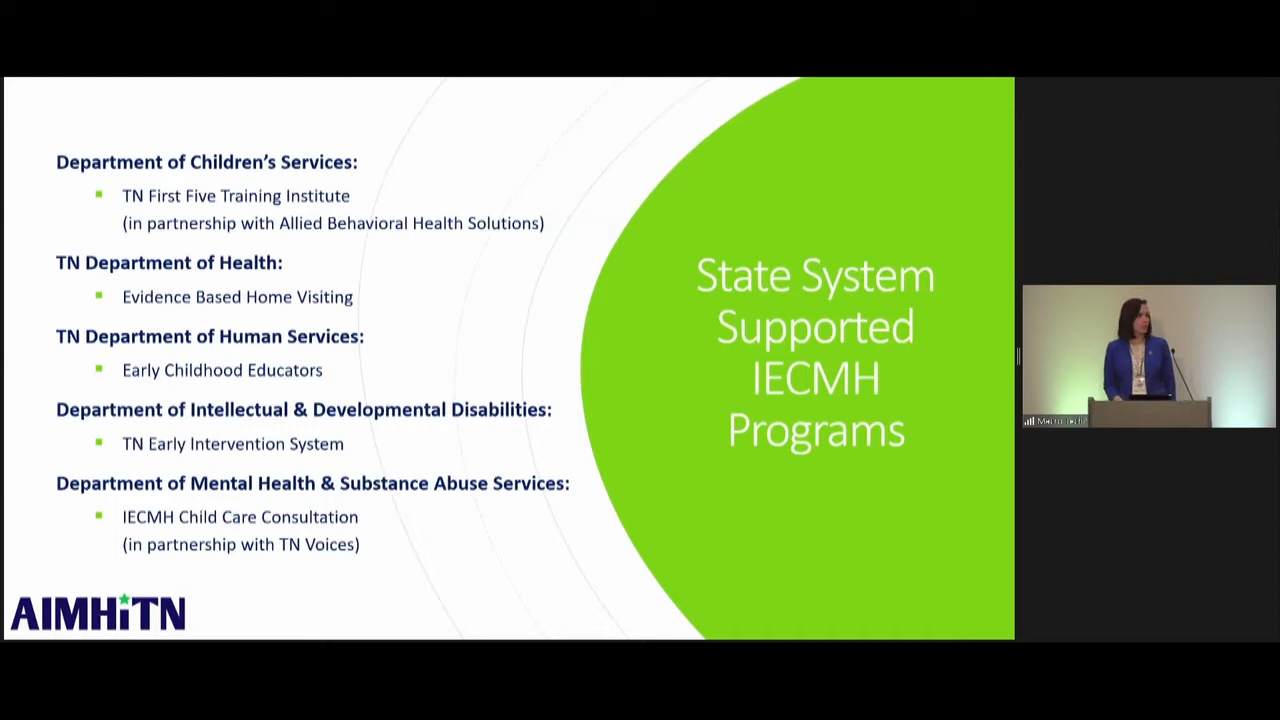 Department of Children's Services:
TN First Five Training Institute
(in partnership with Allied Behavioral Health Solutions)
TN Department of Health:
Evidence Based Home Visiting
TN Department of Human Services:
Early Childhood Educators
Department of Intellectual & Developmental Disabilities:
TN Early Intervention System
Department of Mental Health & Substance Abuse Services:
IECMH Child Care Consultation
(in partnership with TN Voices)
AIMHiTN
State System
Supported
IECMH
Programs